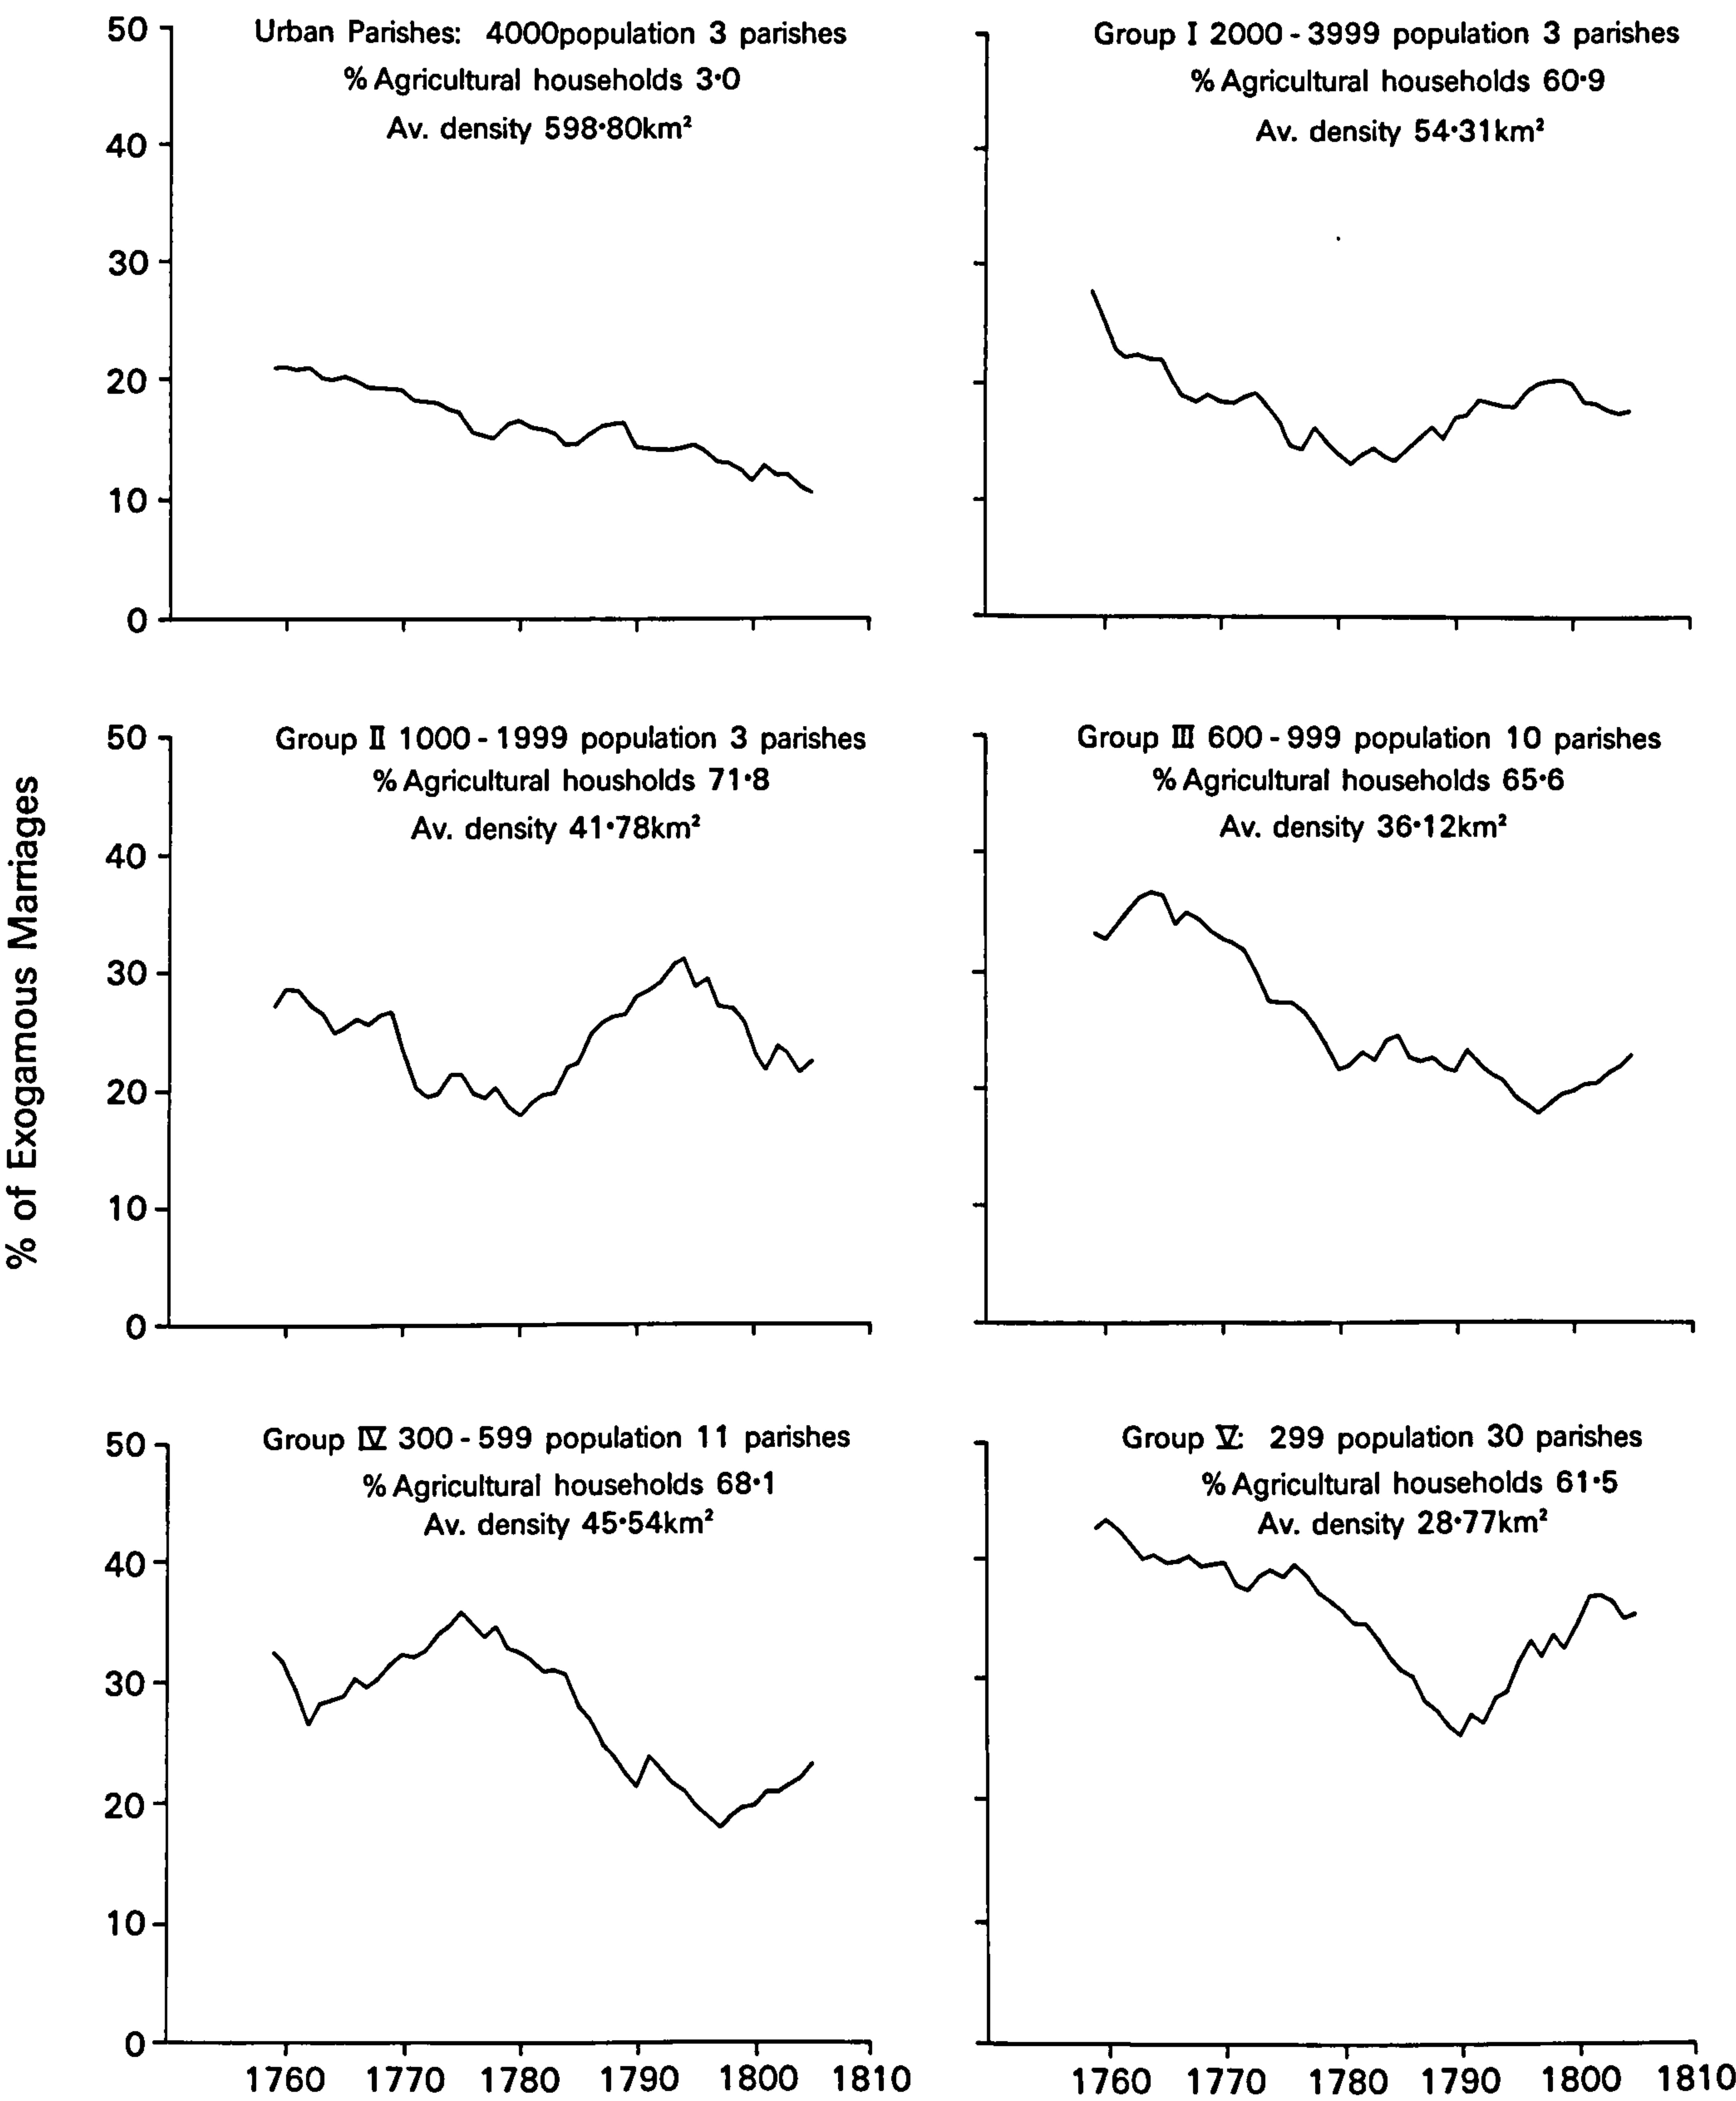 % of Exogamous Marriages
Urban Parishes: 4000population 3 parishes
% Agricultural households 3·0
Av. density 598·80km²
50
40
30
20
10
0
Group I 2000 - 3999 population 3 parishes
% Agricultural households 60·9
Av. density 54·31km²
Group II 1000 - 1999 population 3 parishes
% Agricultural housholds 71·8
Av. density 41·78km²
50
40
30
20
10
0
Group III 600 - 999 population 10 parishes
% Agricultural households 65·6
Av. density 36·12km²
Group IV 300 - 599 population 11 parishes
% Agricultural households 68·1
Av. density 45·54km²
50
40
30
20
10
0
1760 1770 1780 1790 1800 1810
Group V: 299 population 30 parishes
% Agricultural households 61·5
Av. density 28·77km²
1760 1770 1780 1790 1800 1810